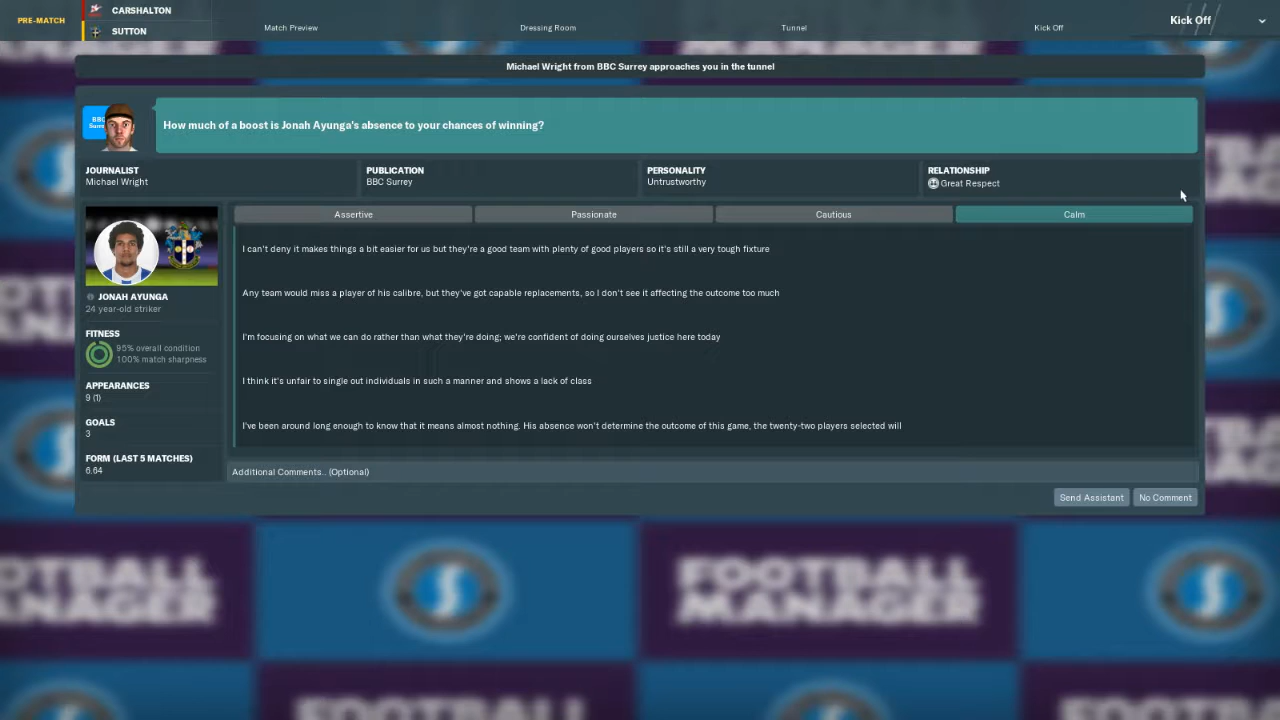 PRE-MATCH
CARSHALTON
SUTTON
Match Preview
Dressing Room
Tunnel
Kick Off
Kick Off
Michael Wright from BBC Surrey approaches you in the tunnel
BBC
How much of a boost is Jonah Ayunga's absence to your chances of winning?
JOURNALIST
Michael Wright
PUBLICATION
BBC Surrey
PERSONALITY
Untrustworthy
RELATIONSHIP
Great Respect
Assertive
Passionate
Cautious
Calm
I can't deny it makes things a bit easier for us but they're a good team with plenty of good players so it's still a very tough fixture
Any team would miss a player of his calibre, but they've got capable replacements, so I don't see it affecting the outcome too much
I'm focusing on what we can do rather than what they're doing; we're confident of doing ourselves justice here today
I think it's unfair to single out individuals in such a manner and shows a lack of class
I've been around long enough to know that it means almost nothing. His absence won't determine the outcome of this game, the twenty-two players selected will
JONAH AYUNGA
24 year-old striker
FITNESS
95% overall condition
100% match sharpness
APPEARANCES
9 (1)
GOALS
3
FORM (LAST 5 MATCHES)
6.64
Additional Comments.. (Optional)
Send Assistant
No Comment
FOOTBALL
MANAGER